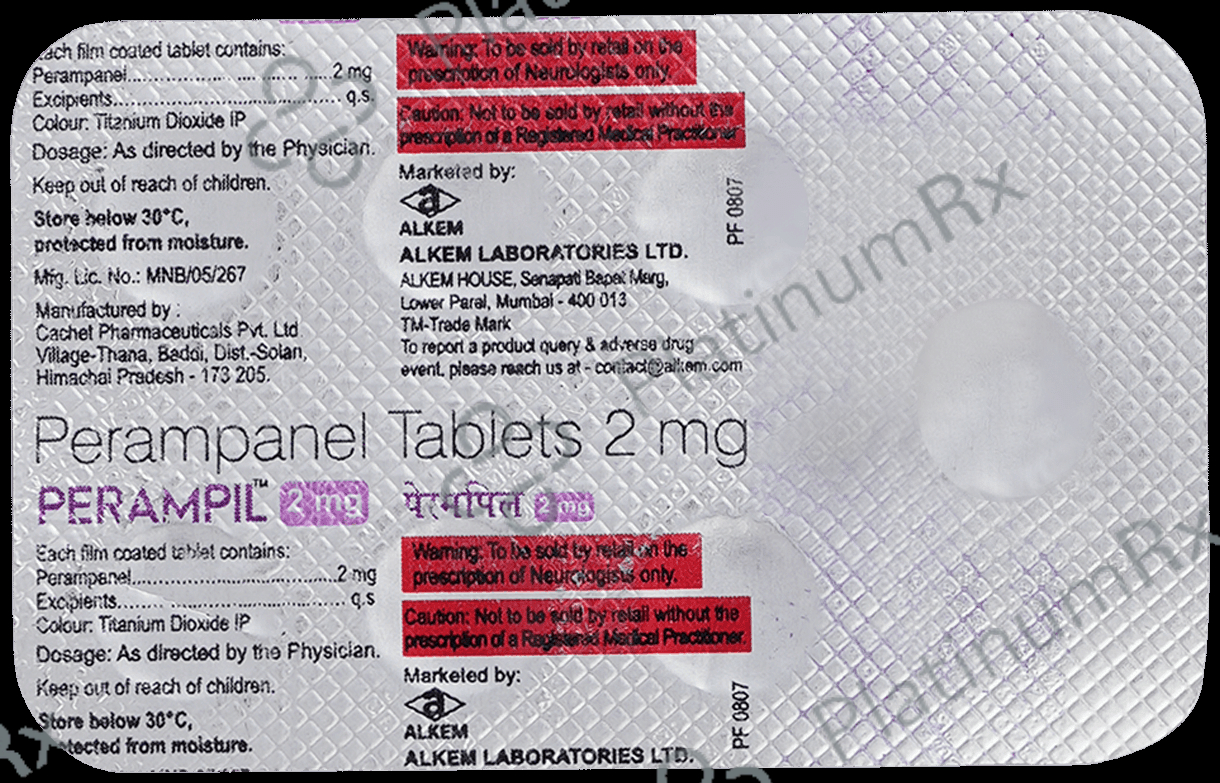 ach film coated tablet contains:
Perampanel.......................................2 mg
Excipients....................................... q.s.
Colour: Titanium Dioxide IP
Dosage: As directed by the Physician.
Keep out of reach of children.
Store below 30°C,
protected from moisture.
Mfg. Lic. No.: MNB/05/267
Manufactured by :
Cachet Pharmaceuticals Pvt. Ltd
Village-Thana, Baddi, Dist.-Solan,
Himachal Pradesh - 173 205.
Warning: To be sold by retail on the
prescription of Neurologists only.
Caution: Not to be sold by retail without the
prescription of a Registered Medical Practitioner
Marketed by:
a
ALKEM
ALKEM LABORATORIES LTD.
ALKEM HOUSE, Senapati Bapat Marg,
Lower Parel, Mumbai - 400 013
TM-Trade Mark
To report a product query & adverse drug
event, please reach us at - contact@alkem.com
PF 0807
Perampanel Tablets 2 mg
PERAMPIL™ 2 mg पेरमपिल 2 mg
Each film coated tablet contains:
Perampanel.......................................2 mg
Excipients....................................... q.s
Colour: Titanium Dioxide IP
Dosage: As directed by the Physician.
Keep out of reach of children.
Store below 30°C,
tected from moisture.
Warning: To be sold by retail on the
prescription of Neurologists only.
Caution: Not to be sold by retail without the
prescription of a Registered Medical Practitioner.
Marketed by:
a
ALKEM
ALKEM LABORATORIES LTD.
PF 0807
PlatinumRx
PlatinumRx
Plati
Rx